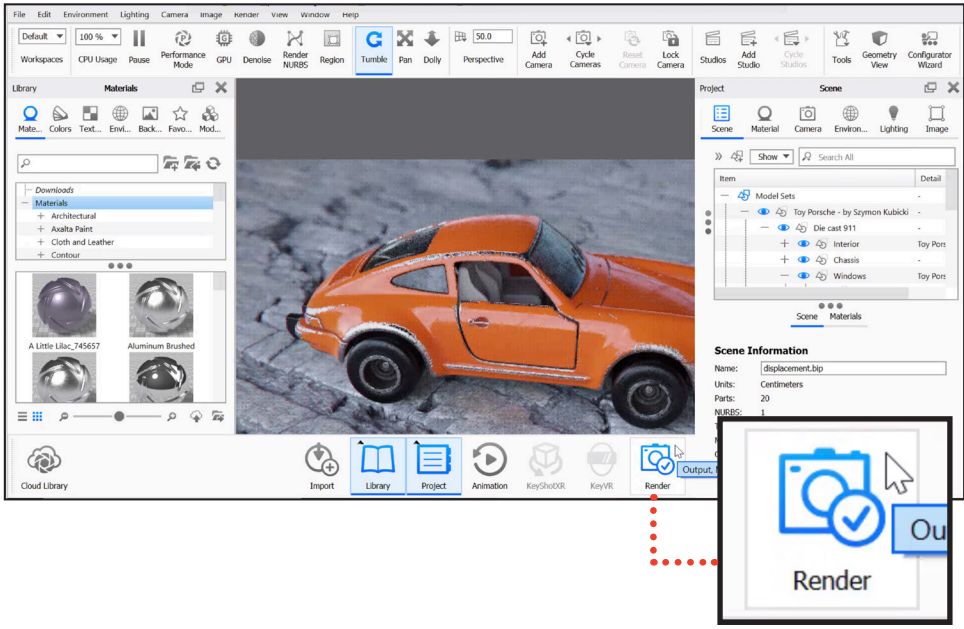 File Edit Environment Lighting Camera Image Render View Window Help
Default 100 % 50.0
Workspaces CPU Usage Pause Performance Mode GPU Denoise Render NURBS Region Tumble Pan Dolly Perspective Add Camera Cycle Cameras Reset Camera Lock Camera Studios Add Studio Cycle Studios Tools Geometry View Configurator Wizard
Library Materials
Mate... Colors Text... Envi... Back... Favo... Mod...
Downloads
Materials
Architectural
Axalta Paint
Cloth and Leather
Contour
A Little Lilac_745657 Aluminum Brushed
Project Scene
Scene Material Camera Environ... Lighting Image
Show Search All
Item Detail
Model Sets -
Toy Porsche - by Szymon Kubicki -
Die cast 911 -
Interior Toy Pors
Chassis -
Windows Toy Pors
Scene Materials
Scene Information
Name: displacement.bip
Units: Centimeters
Parts: 20
NURBS: 1
Cloud Library Import Library Project Animation KeyShotXR KeyVR Render
Output,
Ou
Render